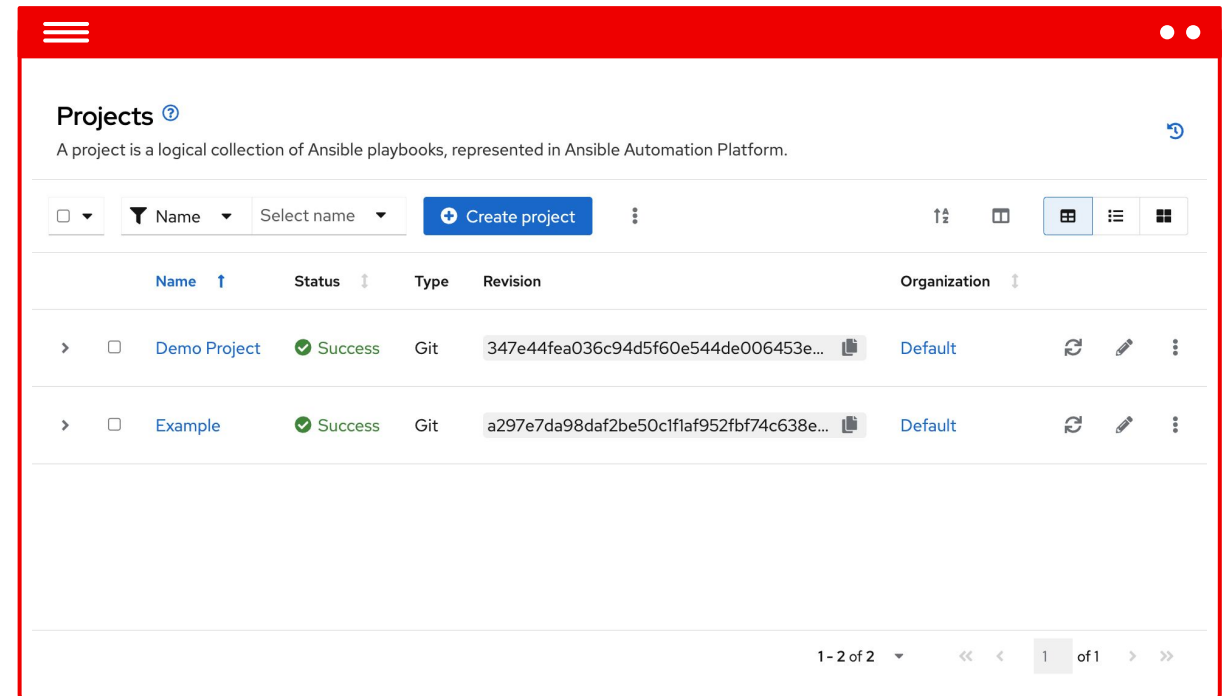 Projects
A project is a logical collection of Ansible playbooks, represented in Ansible Automation Platform.
Name Select name Create project
Name Status Type Revision Organization
Demo Project Success Git 347e44fea036c94d5f60e544de006453e... Default
Example Success Git a297e7da98daf2be50c1f1af952fbf74c638e... Default
1 - 2 of 2 1 of 1